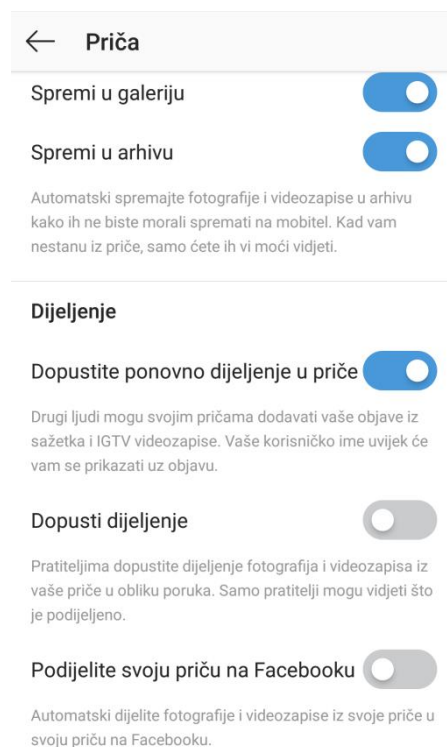 Priča
Spremi u galeriju
Spremi u arhivu
Automatski spremajte fotografije i videozapise u arhivu
kako ih ne biste morali spremati na mobitel. Kad vam
nestanu iz priče, samo ćete ih vi moći vidjeti.
Dijeljenje
Dopustite ponovno dijeljenje u priče
Drugi ljudi mogu svojim pričama dodavati vaše objave iz
sažetka i IGTV videozapise. Vaše korisničko ime uvijek će
vam se prikazati uz objavu.
Dopusti dijeljenje
Pratiteljima dopustite dijeljenje fotografija i videozapisa iz
vaše priče u obliku poruka. Samo pratitelji mogu vidjeti što
je podijeljeno.
Podijelite svoju priču na Facebooku
Automatski dijelite fotografije i videozapise iz svoje priče u
svoju priču na Facebooku.